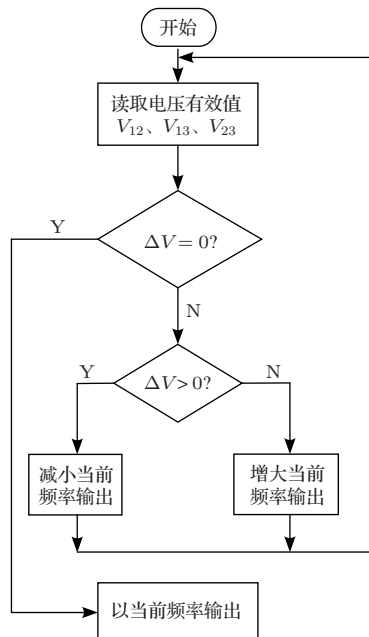 开始
读取电压有效值
V₁₂、V₁₃、V₂₃
Y
ΔV = 0?
N
Y
ΔV > 0?
N
减小当前
频率输出
增大当前
频率输出
以当前频率输出